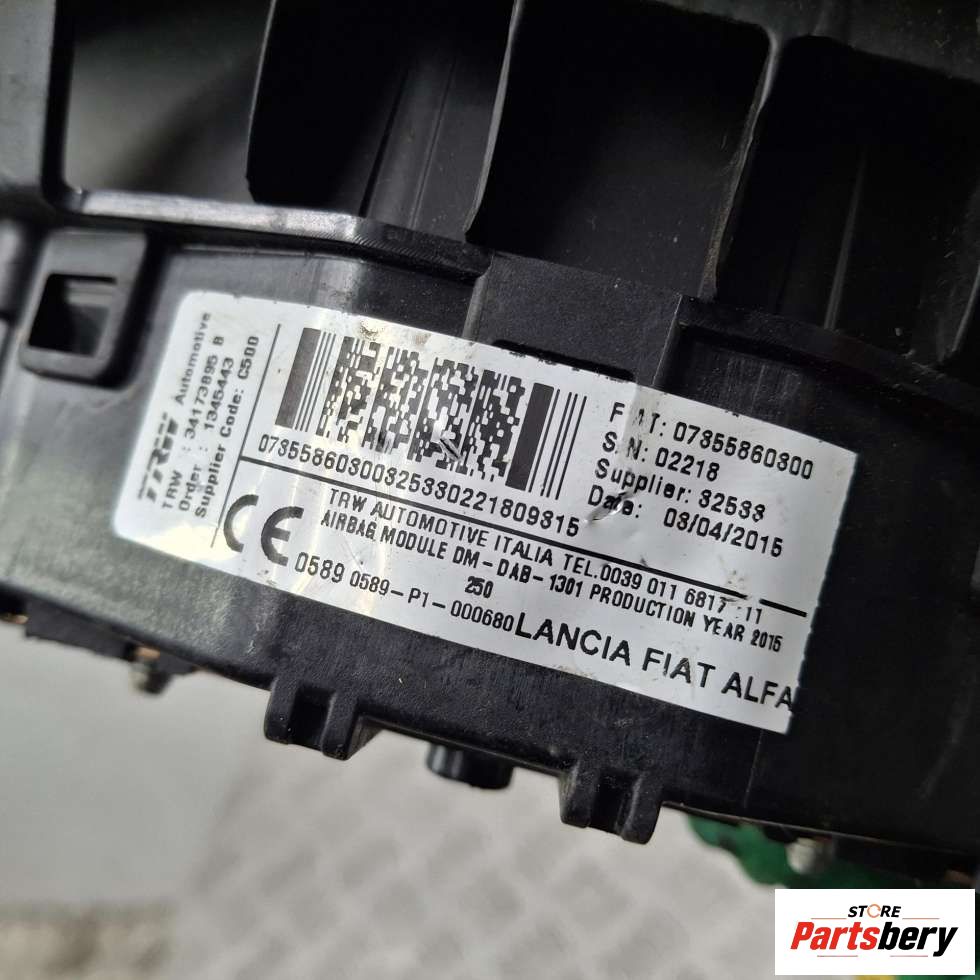 TRW Automotive
TRW : 34173895 B
Order : 1345443
Supplier Code: C500
07355860300325330221809315
FIAT: 07355860300
S.N: 02218
Supplier: 32533
Date: 03/04/2015
TRW AUTOMOTIVE ITALIA TEL.0039 011 6817 11
AIRBAG MODULE DM-DAB-1301 PRODUCTION YEAR 2015
250
CE 0589 0589-P1-000680 LANCIA FIAT ALFA
STORE
Partsbery